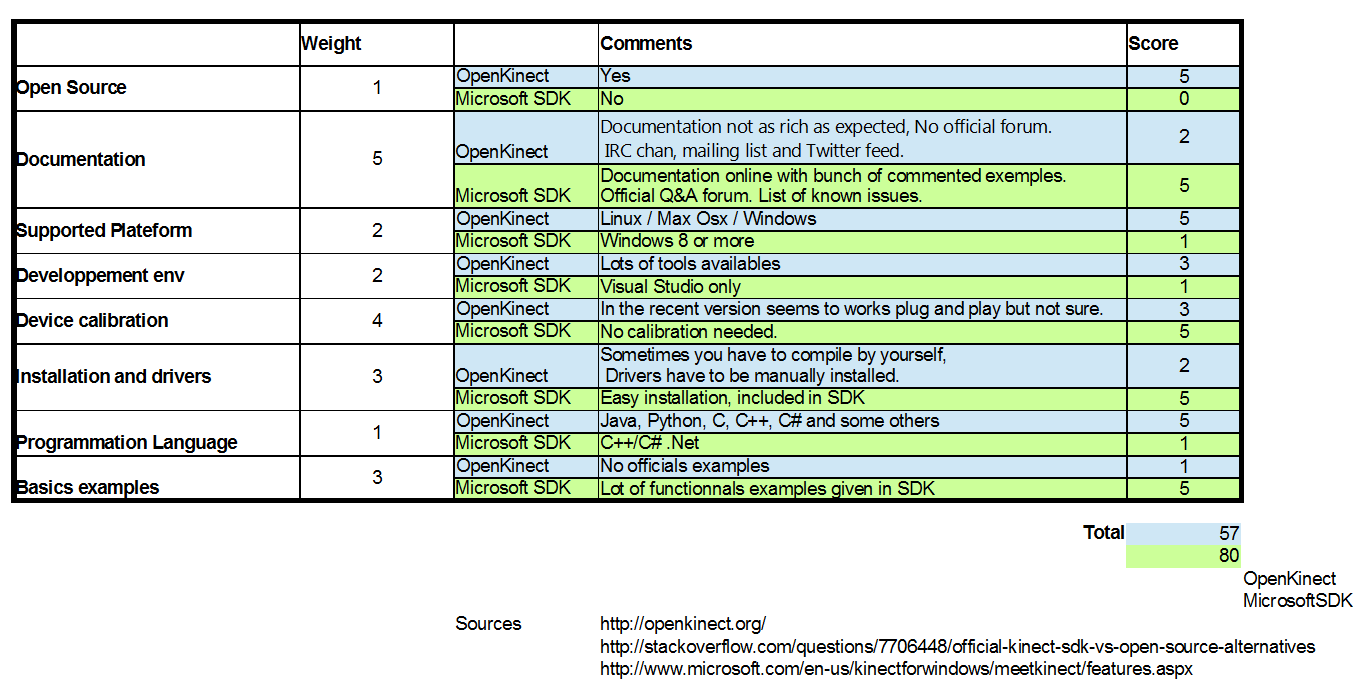 Weight Comments Score
Open Source 1 OpenKinect Yes 5
Microsoft SDK No 0
Documentation 5 OpenKinect Documentation not as rich as expected, No official forum.
IRC chan, mailing list and Twitter feed. 2
Microsoft SDK Documentation online with bunch of commented exemples.
Official Q&A forum. List of known issues. 5
Supported Plateform 2 OpenKinect Linux / Max Osx / Windows 5
Microsoft SDK Windows 8 or more 1
Developpement env 2 OpenKinect Lots of tools availables 3
Microsoft SDK Visual Studio only 1
Device calibration 4 OpenKinect In the recent version seems to works plug and play but not sure. 3
Microsoft SDK No calibration needed. 5
Installation and drivers 3 OpenKinect Sometimes you have to compile by yourself,
Drivers have to be manually installed. 2
Microsoft SDK Easy installation, included in SDK 5
Programmation Language 1 OpenKinect Java, Python, C, C++, C# and some others 5
Microsoft SDK C++/C# .Net 1
Basics examples 3 OpenKinect No officials examples 1
Microsoft SDK Lot of functionnals examples given in SDK 5
Total 57
80
OpenKinect
MicrosoftSDK
Sources http://openkinect.org/
http://stackoverflow.com/questions/7706448/official-kinect-sdk-vs-open-source-alternatives
http://www.microsoft.com/en-us/kinectforwindows/meetkinect/features.aspx